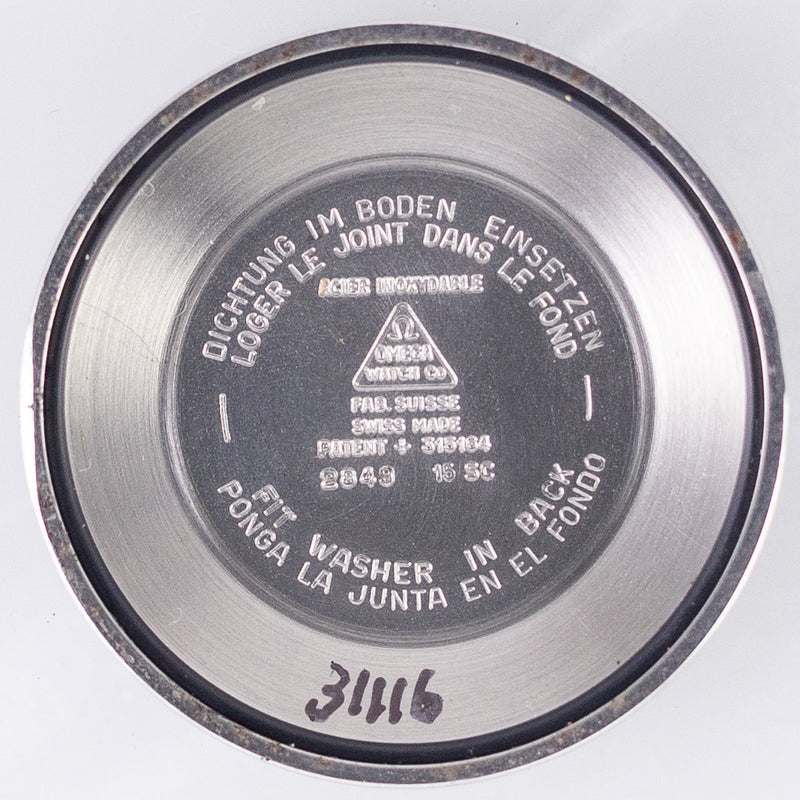 DICHTUNG IM BODEN EINSETZEN
LOGER LE JOINT DANS LE FOND
ACIER INOXYDABLE
Ω
OMEGA
WATCH CO
FAB. SUISSE
SWISS MADE
PATENT + 315164
2849 15 SC
FIT WASHER IN BACK
PONGA LA JUNTA EN EL FONDO
31116